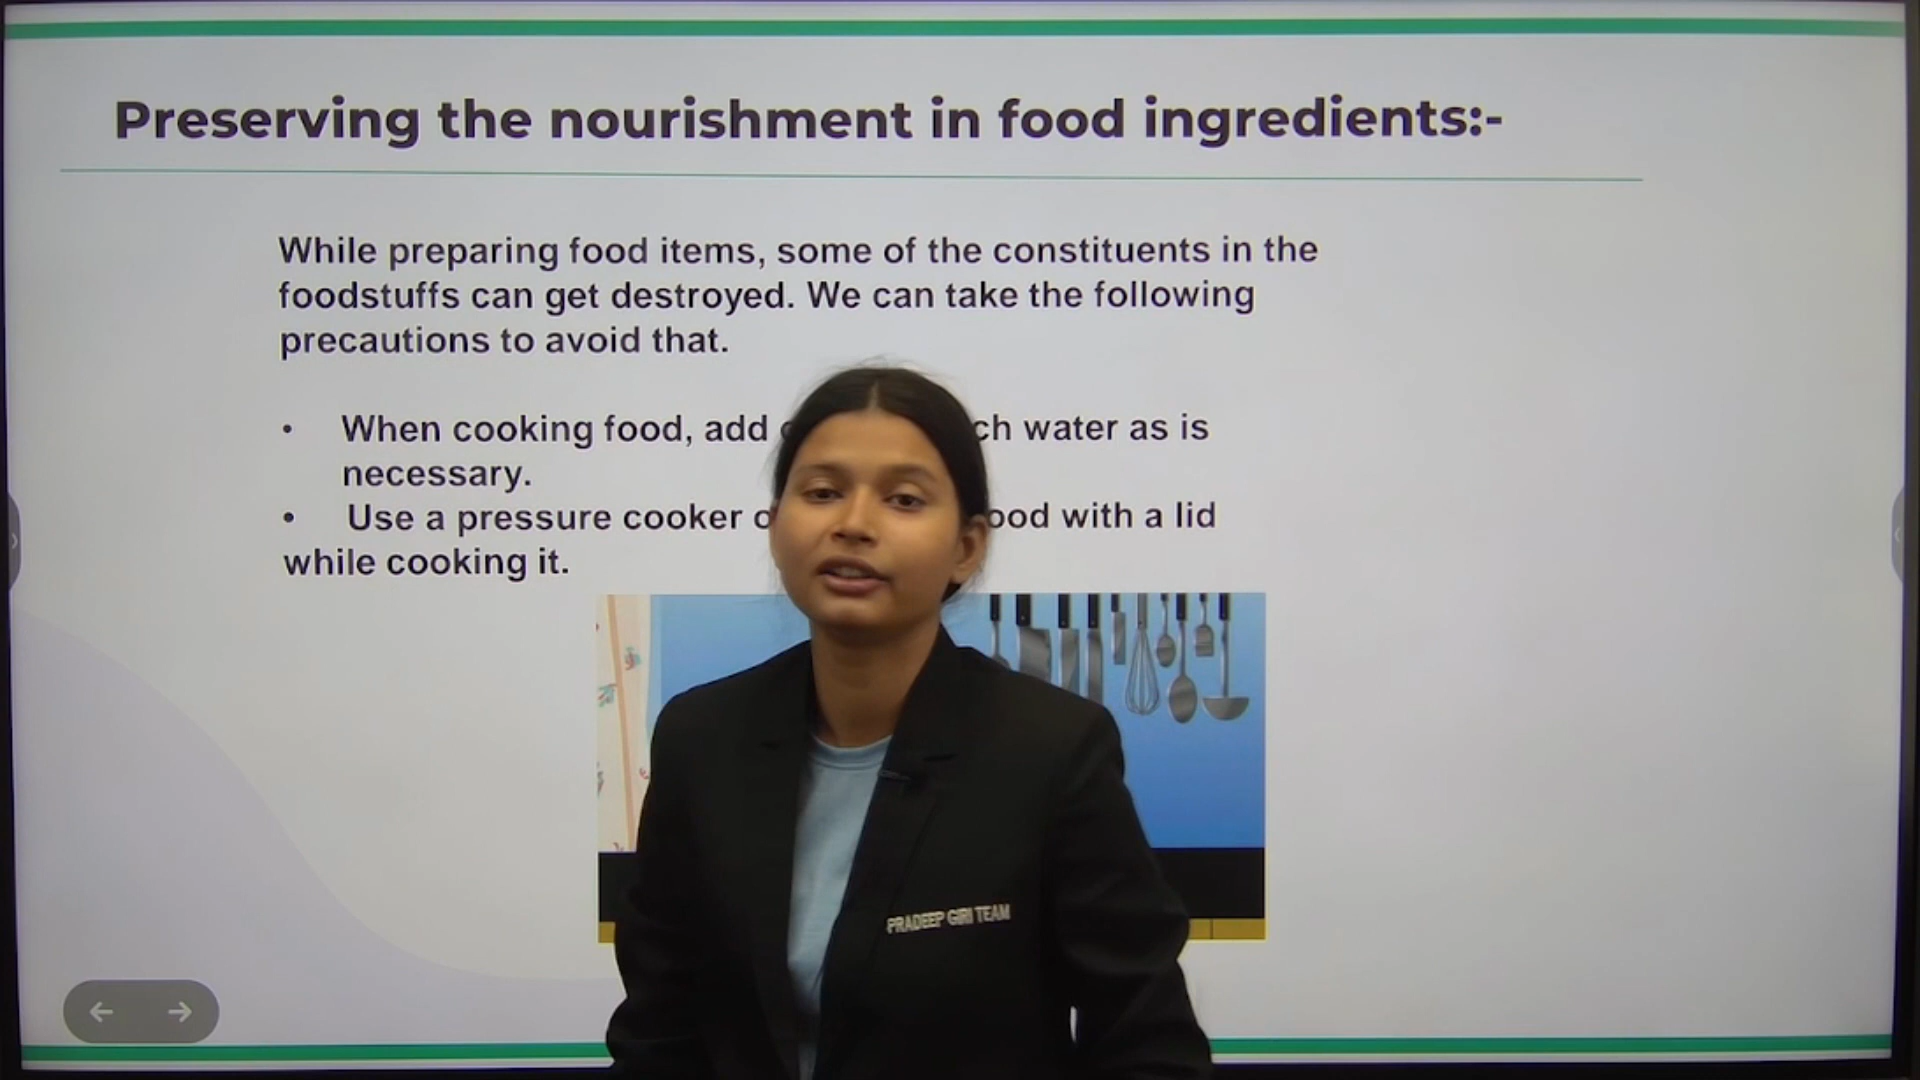 Preserving the nourishment in food ingredients:-
While preparing food items, some of the constituents in the
foodstuffs can get destroyed. We can take the following
precautions to avoid that.
• When cooking food, add water as is
necessary.
• Use a pressure cooker with a lid
while cooking it.
PRADEEP GIRI TEAM